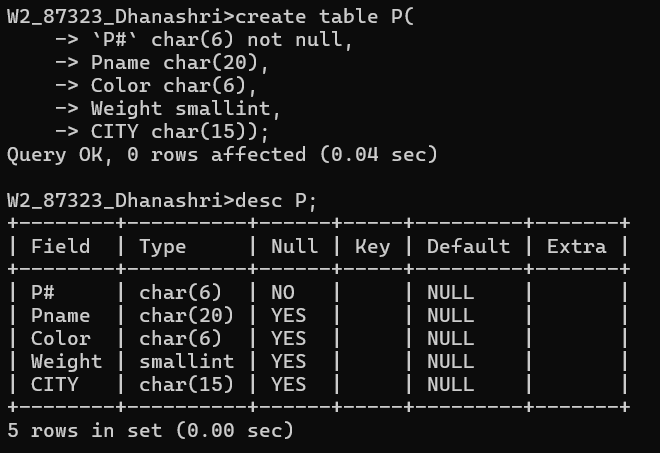 W2_87323_Dhanashri>create table P(
    -> `P#` char(6) not null,
    -> Pname char(20),
    -> Color char(6),
    -> Weight smallint,
    -> CITY char(15));
Query OK, 0 rows affected (0.04 sec)

W2_87323_Dhanashri>desc P;
+--------+----------+------+-----+---------+-------+
| Field  | Type     | Null | Key | Default | Extra |
+--------+----------+------+-----+---------+-------+
| P#     | char(6)  | NO   |     | NULL    |       |
| Pname  | char(20) | YES  |     | NULL    |       |
| Color  | char(6)  | YES  |     | NULL    |       |
| Weight | smallint | YES  |     | NULL    |       |
| CITY   | char(15) | YES  |     | NULL    |       |
+--------+----------+------+-----+---------+-------+
5 rows in set (0.00 sec)